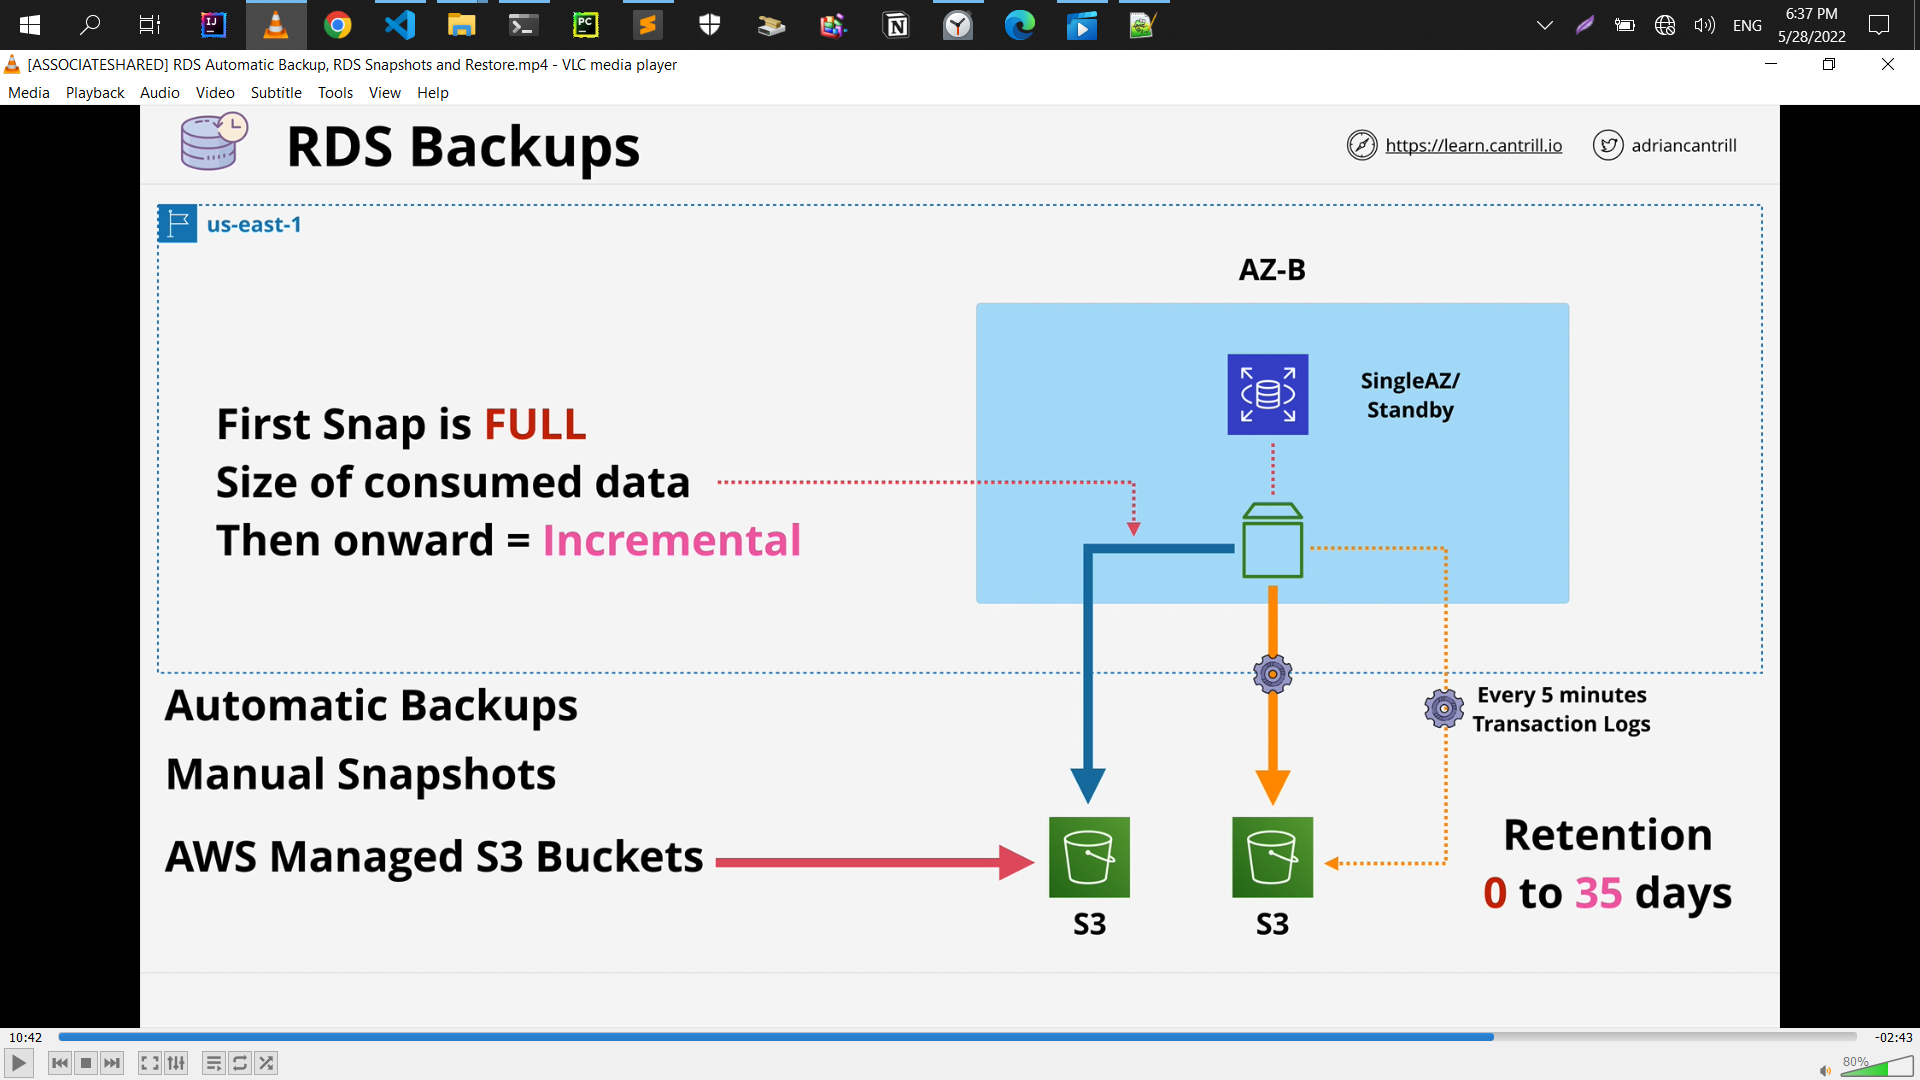 IJ
PC
N
ENG
6:37 PM
5/28/2022
[ASSOCIATESHARED] RDS Automatic Backup, RDS Snapshots and Restore.mp4 - VLC media player
Media Playback Audio Video Subtitle Tools View Help
RDS Backups
https://learn.cantrill.io
adriancantrill
us-east-1
AZ-B
SingleAZ/
Standby
First Snap is FULL
Size of consumed data
Then onward = Incremental
Automatic Backups
Manual Snapshots
AWS Managed S3 Buckets
Every 5 minutes
Transaction Logs
Retention
0 to 35 days
S3
S3
10:42
-02:43
80%